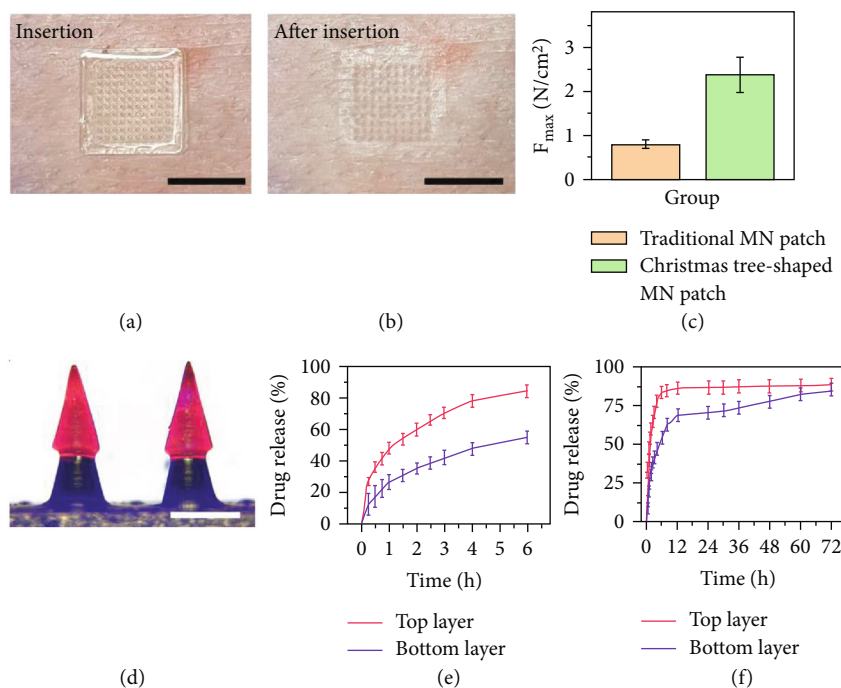 Insertion
After insertion
(a)
(b)
F_max (N/cm²)
3
2
1
0
Group
Traditional MN patch
Christmas tree-shaped
MN patch
(c)
(d)
Drug release (%)
100
80
60
40
20
0
0 1 2 3 4 5 6
Time (h)
Top layer
Bottom layer
(e)
Drug release (%)
100
75
50
25
0
0 12 24 36 48 60 72
Time (h)
Top layer
Bottom layer
(f)